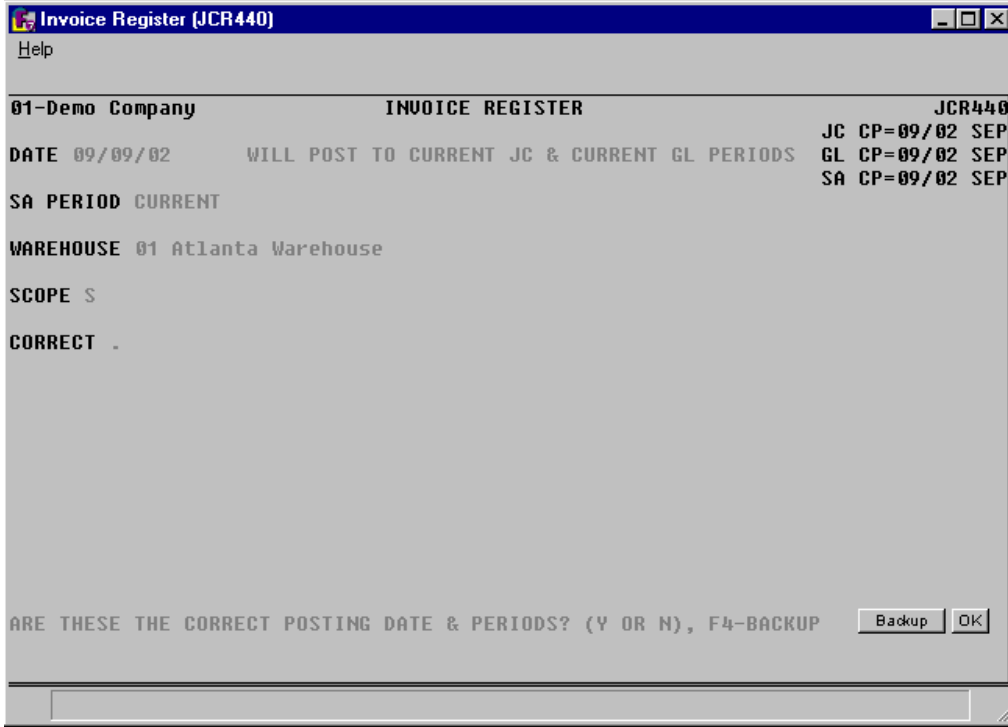 Invoice Register (JCR440)
Help
01-Demo Company INVOICE REGISTER JCR440
JC CP=09/02 SEP
DATE 09/09/02 WILL POST TO CURRENT JC & CURRENT GL PERIODS GL CP=09/02 SEP
SA CP=09/02 SEP
SA PERIOD CURRENT
WAREHOUSE 01 Atlanta Warehouse
SCOPE S
CORRECT .
ARE THESE THE CORRECT POSTING DATE & PERIODS? (Y OR N), F4-BACKUP Backup OK